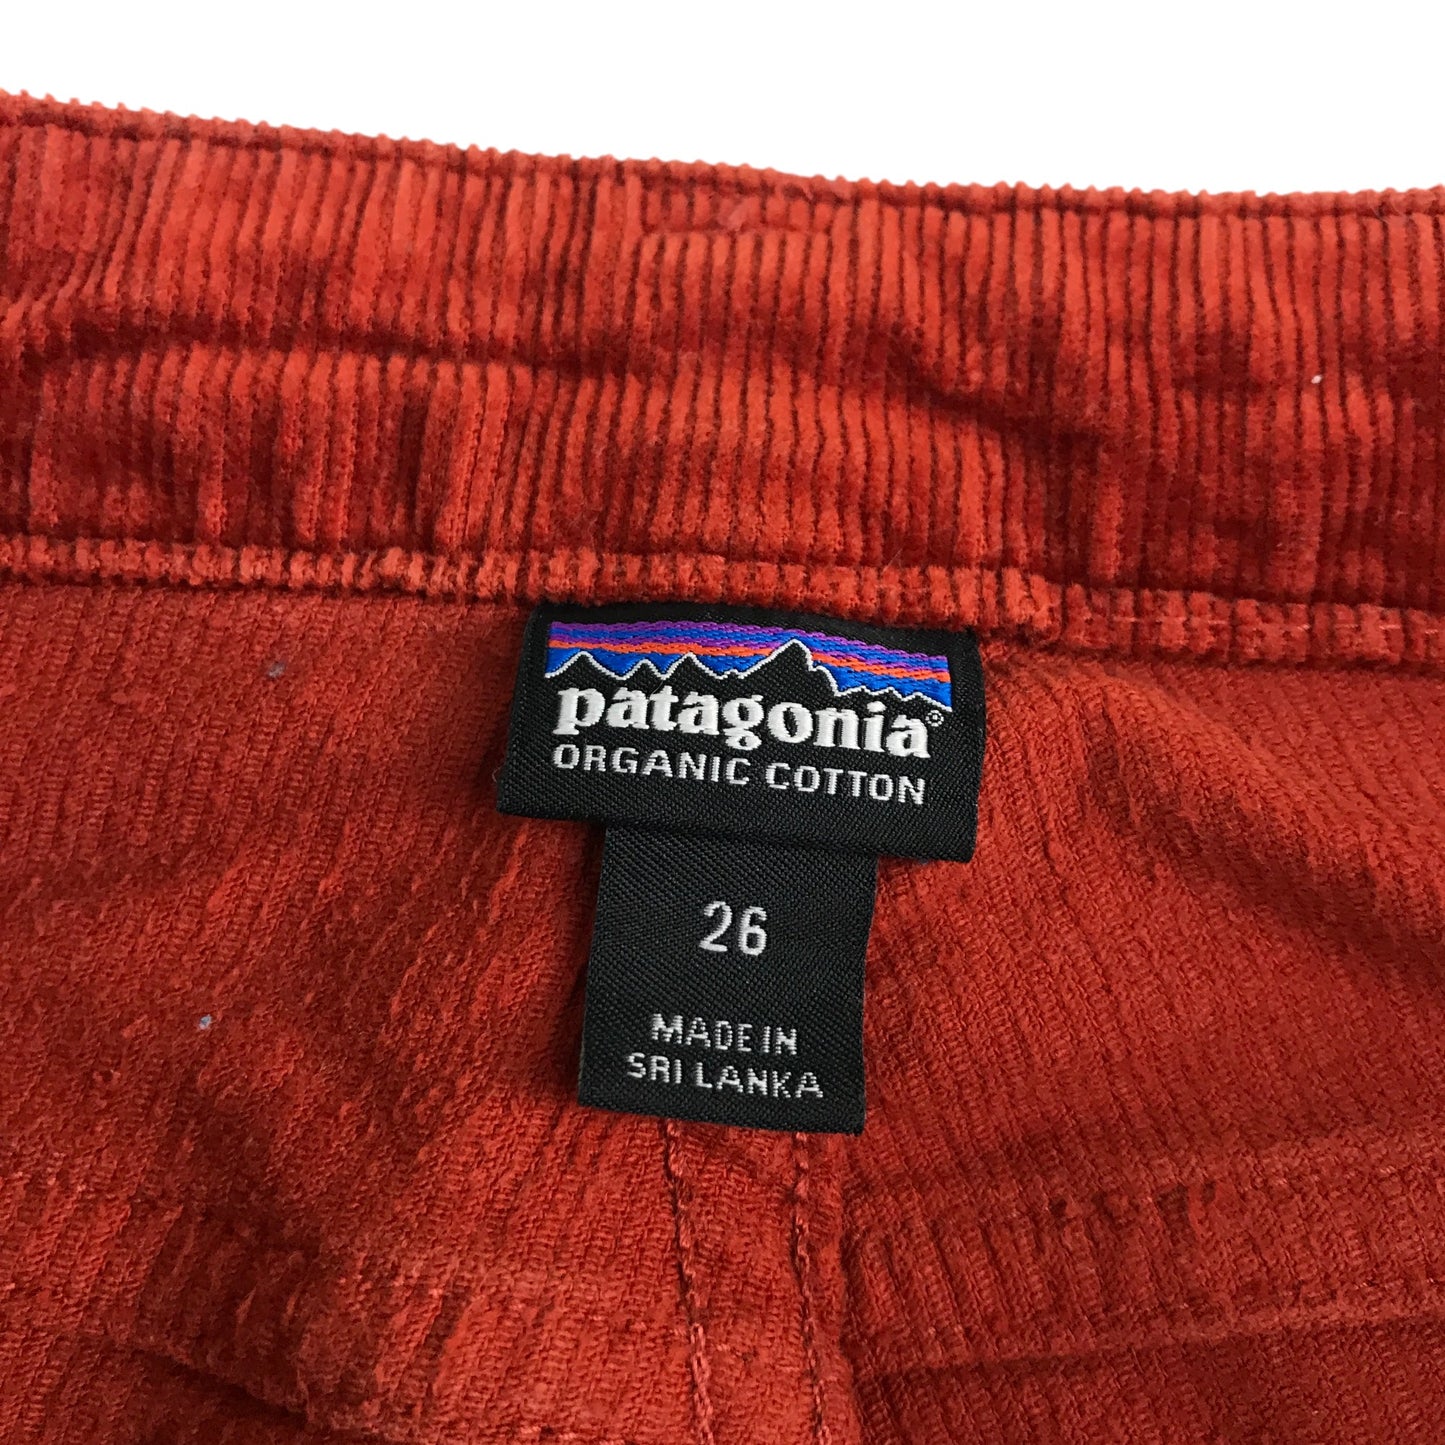 patagonia®
ORGANIC COTTON
26
MADE IN
SRI LANKA